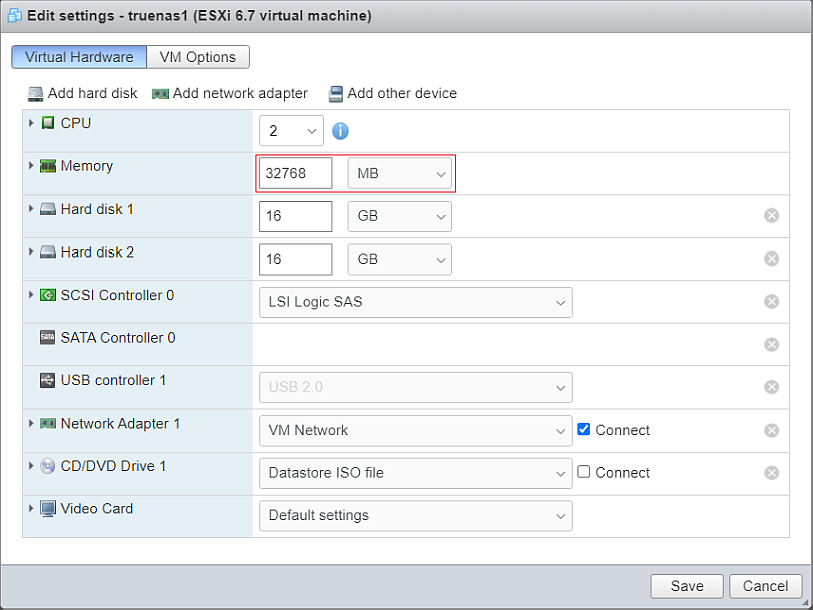 Edit settings - truenas1 (ESXi 6.7 virtual machine)
Virtual Hardware VM Options
Add hard disk Add network adapter Add other device
CPU 2 i
Memory 32768 MB
Hard disk 1 16 GB
Hard disk 2 16 GB
SCSI Controller 0 LSI Logic SAS
SATA SATA Controller 0
USB controller 1 USB 2.0
Network Adapter 1 VM Network Connect
CD/DVD Drive 1 Datastore ISO file Connect
Video Card Default settings
Save Cancel